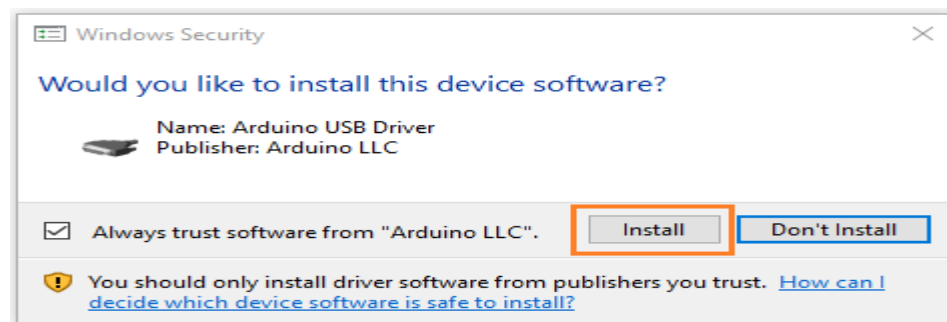 Windows Security
Would you like to install this device software?
Name: Arduino USB Driver
Publisher: Arduino LLC
Always trust software from "Arduino LLC".
Install
Don't Install
You should only install driver software from publishers you trust. How can I
decide which device software is safe to install?